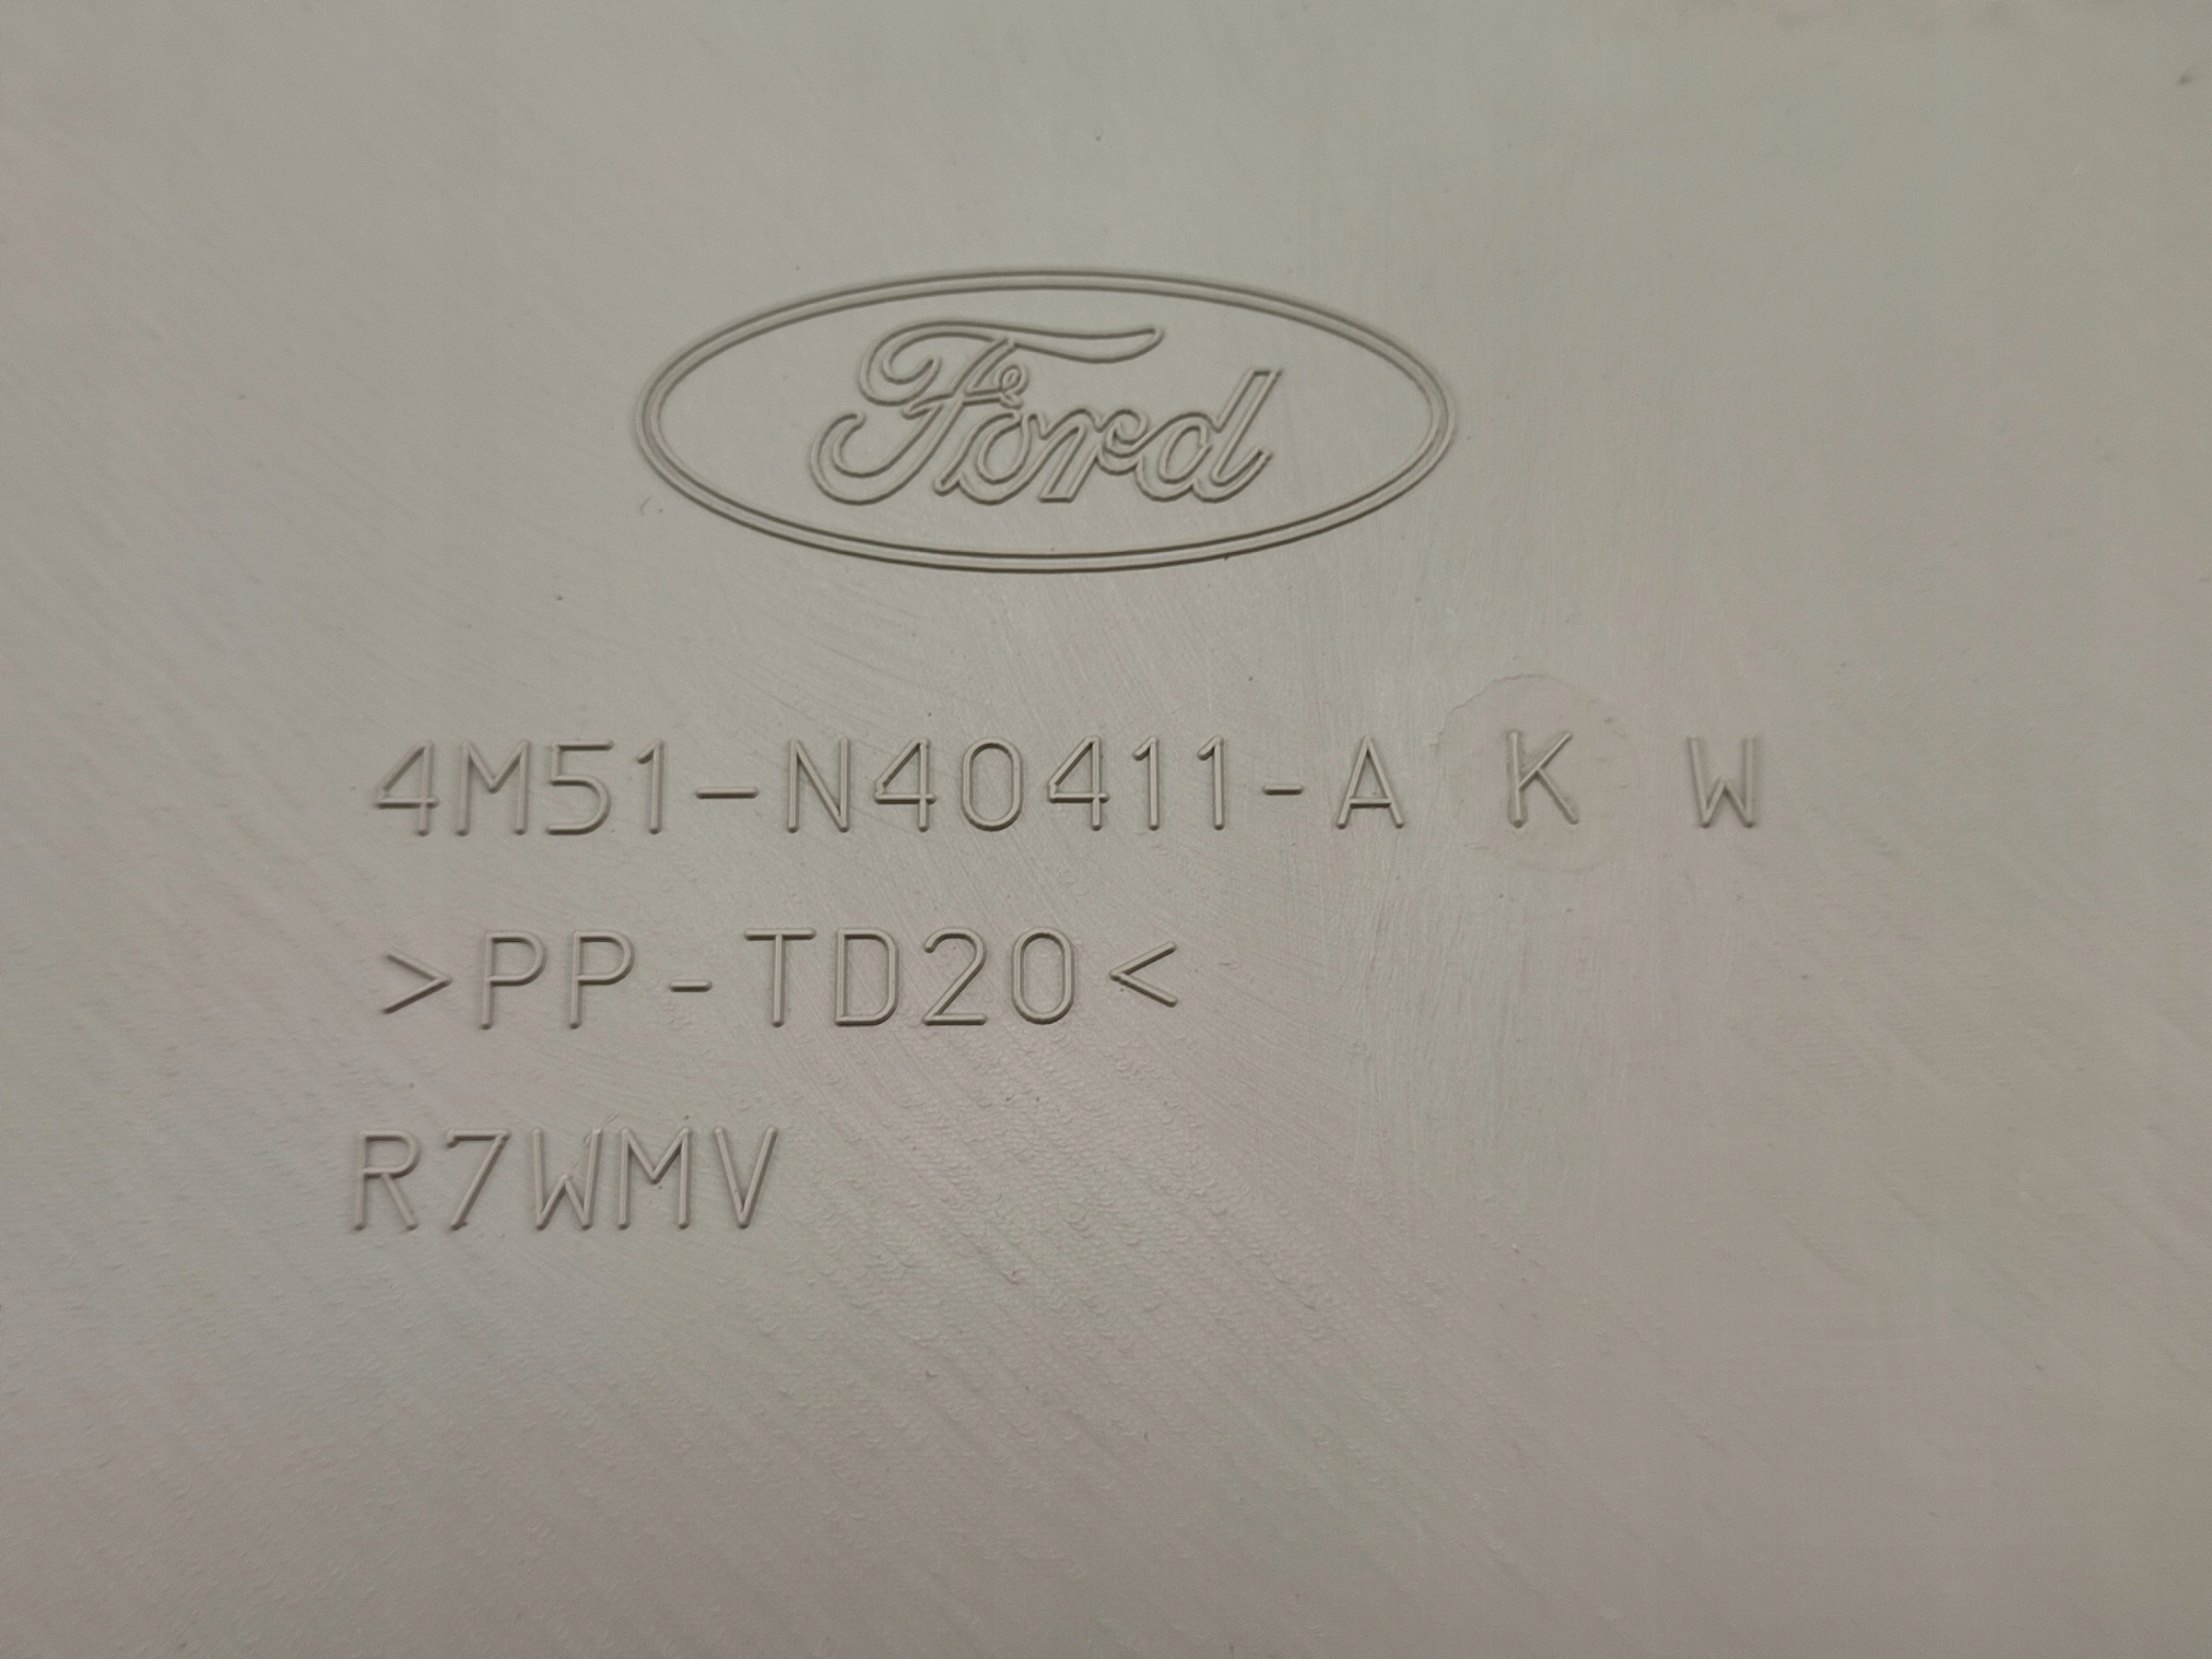 Ford
4M51-N40411-A K W
>PP-TD20<
R7WMV